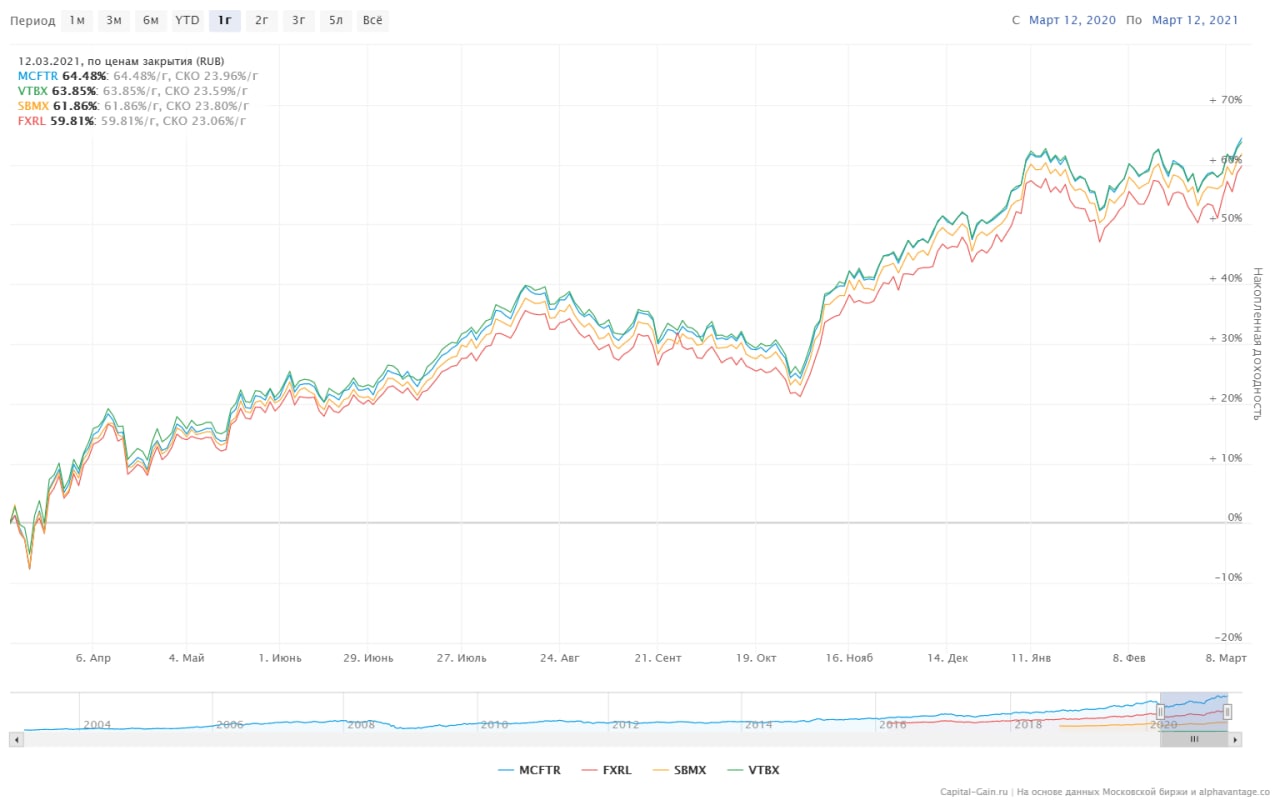 Период 1м 3м 6м YTD 1г 2г 3г 5л Всё С Март 12, 2020 По Март 12, 2021
12.03.2021, по ценам закрытия (RUB)
MCFTR 64.48%: 64.48%/г, СКО 23.96%/г
VTBX 63.85%: 63.85%/г, СКО 23.59%/г
SBMX 61.86%: 61.86%/г, СКО 23.80%/г
FXRL 59.81%: 59.81%/г, СКО 23.06%/г
+ 70%
+ 60%
+ 50%
+ 40%
+ 30%
+ 20%
+ 10%
0%
-10%
-20%
Накопленная доходность
6. Апр 4. Май 1. Июнь 29. Июнь 27. Июль 24. Авг 21. Сент 19. Окт 16. Нояб 14. Дек 11. Янв 8. Фев 8. Март
2004 2006 2008 2010 2012 2014 2016 2018 2020
MCFTR FXRL SBMX VTBX
Capital-Gain.ru | На основе данных Московской биржи и alphavantage.co